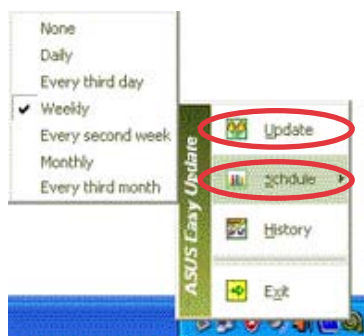 None
Daily
Every third day
Weekly
Every second week
Monthly
Every third month
ASUS Easy Update
Update
Schdule
History
Exit